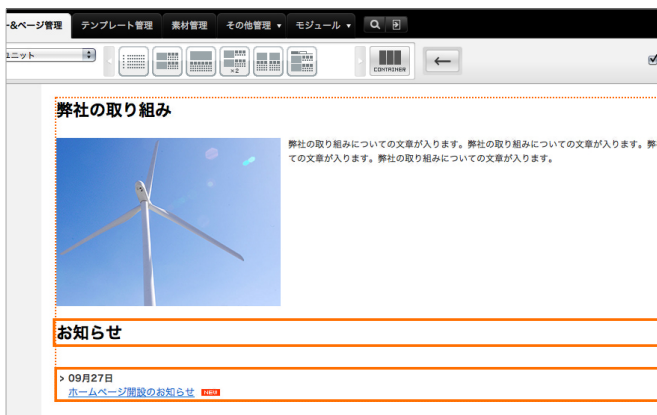 -&ページ管理 テンプレート管理 素材管理 その他管理 ▼ モジュール ▼
ユニット
×2
CONTAINER
弊社の取り組み
弊社の取り組みについての文章が入ります。弊社の取り組みについての文章が入ります。弊
ての文章が入ります。弊社の取り組みについての文章が入ります。
お知らせ
> 09月27日
ホームページ開設のお知らせ NEW